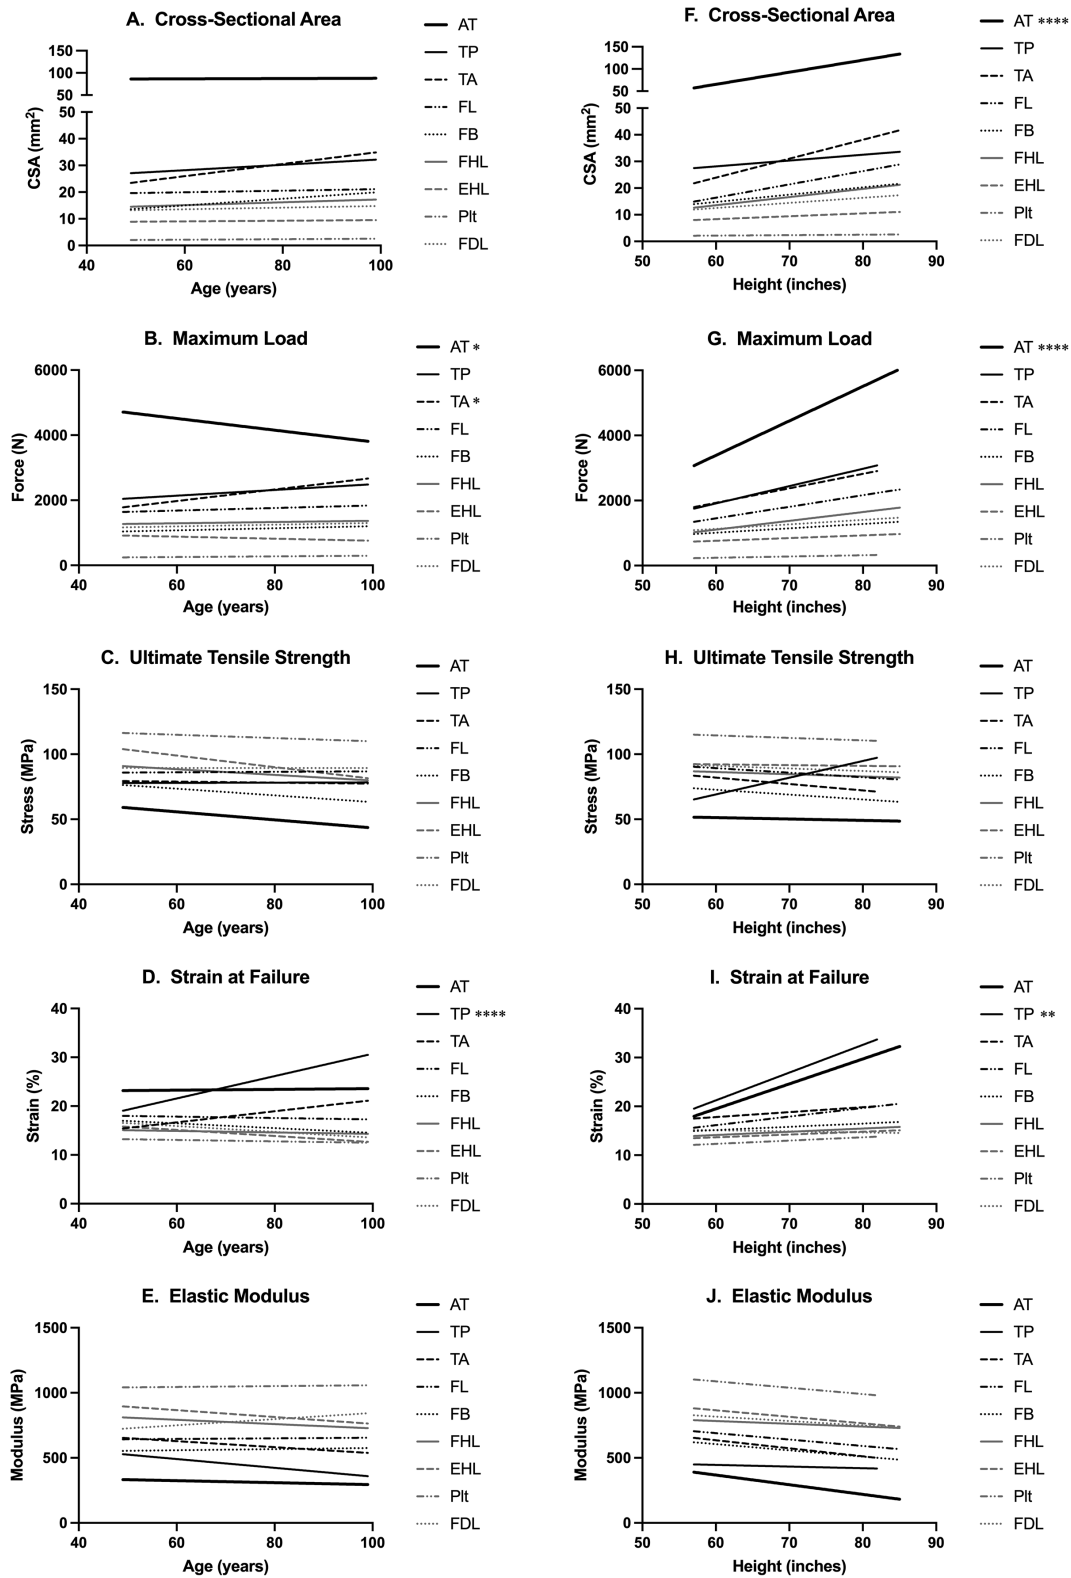 A. Cross-Sectional Area
CSA (mm²)
150
100
50
50
40
30
20
10
0
40 60 80 100
Age (years)
AT
TP
TA
FL
FB
FHL
EHL
Plt
FDL
F. Cross-Sectional Area
CSA (mm²)
150
100
50
50
40
30
20
10
0
50 60 70 80 90
Height (inches)
AT ****
TP
TA
FL
FB
FHL
EHL
Plt
FDL
B. Maximum Load
Force (N)
6000
4000
2000
0
40 60 80 100
Age (years)
AT *
TP
TA *
FL
FB
FHL
EHL
Plt
FDL
G. Maximum Load
Force (N)
6000
4000
2000
0
50 60 70 80 90
Height (inches)
AT ****
TP
TA
FL
FB
FHL
EHL
Plt
FDL
C. Ultimate Tensile Strength
Stress (MPa)
150
100
50
0
40 60 80 100
Age (years)
AT
TP
TA
FL
FB
FHL
EHL
Plt
FDL
H. Ultimate Tensile Strength
Stress (MPa)
150
100
50
0
50 60 70 80 90
Height (inches)
AT
TP
TA
FL
FB
FHL
EHL
Plt
FDL
D. Strain at Failure
Strain (%)
40
30
20
10
0
40 60 80 100
Age (years)
AT
TP ****
TA
FL
FB
FHL
EHL
Plt
FDL
I. Strain at Failure
Strain (%)
40
30
20
10
0
50 60 70 80 90
Height (inches)
AT
TP **
TA
FL
FB
FHL
EHL
Plt
FDL
E. Elastic Modulus
Modulus (MPa)
1500
1000
500
0
40 60 80 100
Age (years)
AT
TP
TA
FL
FB
FHL
EHL
Plt
FDL
J. Elastic Modulus
Modulus (MPa)
1500
1000
500
0
50 60 70 80 90
Height (inches)
AT
TP
TA
FL
FB
FHL
EHL
Plt
FDL